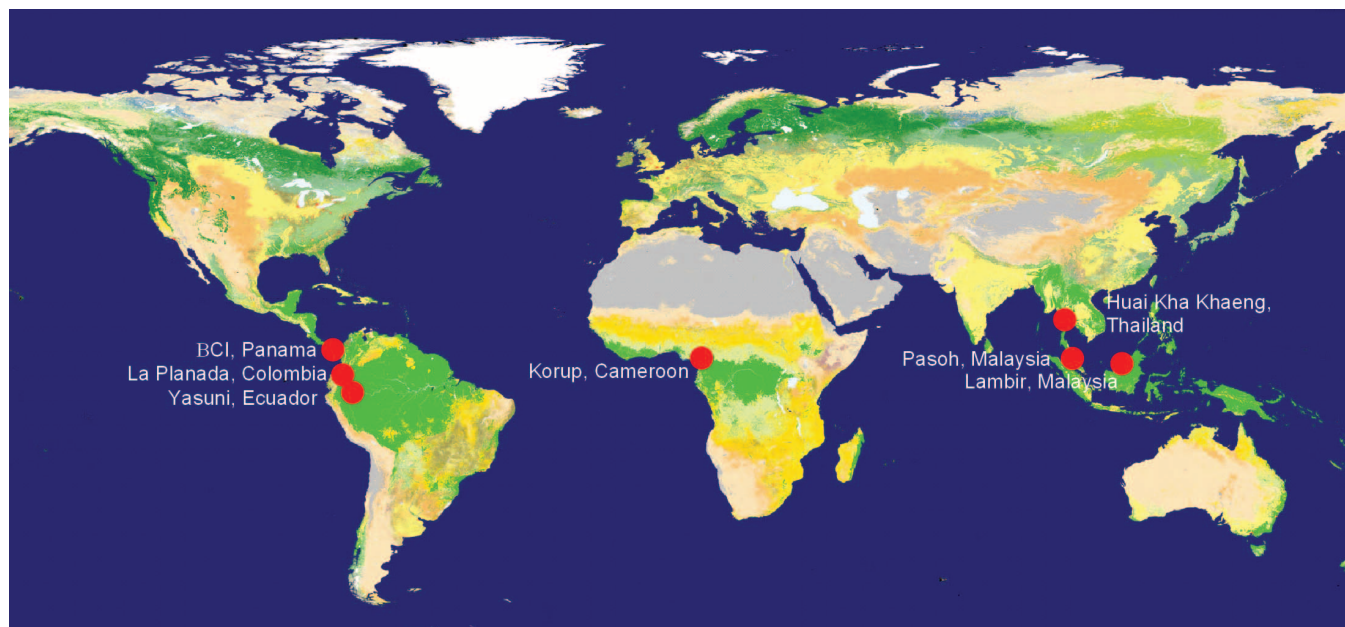 Huai Kha Khaeng,
Thailand
BCI, Panama
La Planada, Colombia
Yasuni, Ecuador
Korup, Cameroon
Pasoh, Malaysia
Lambir, Malaysia